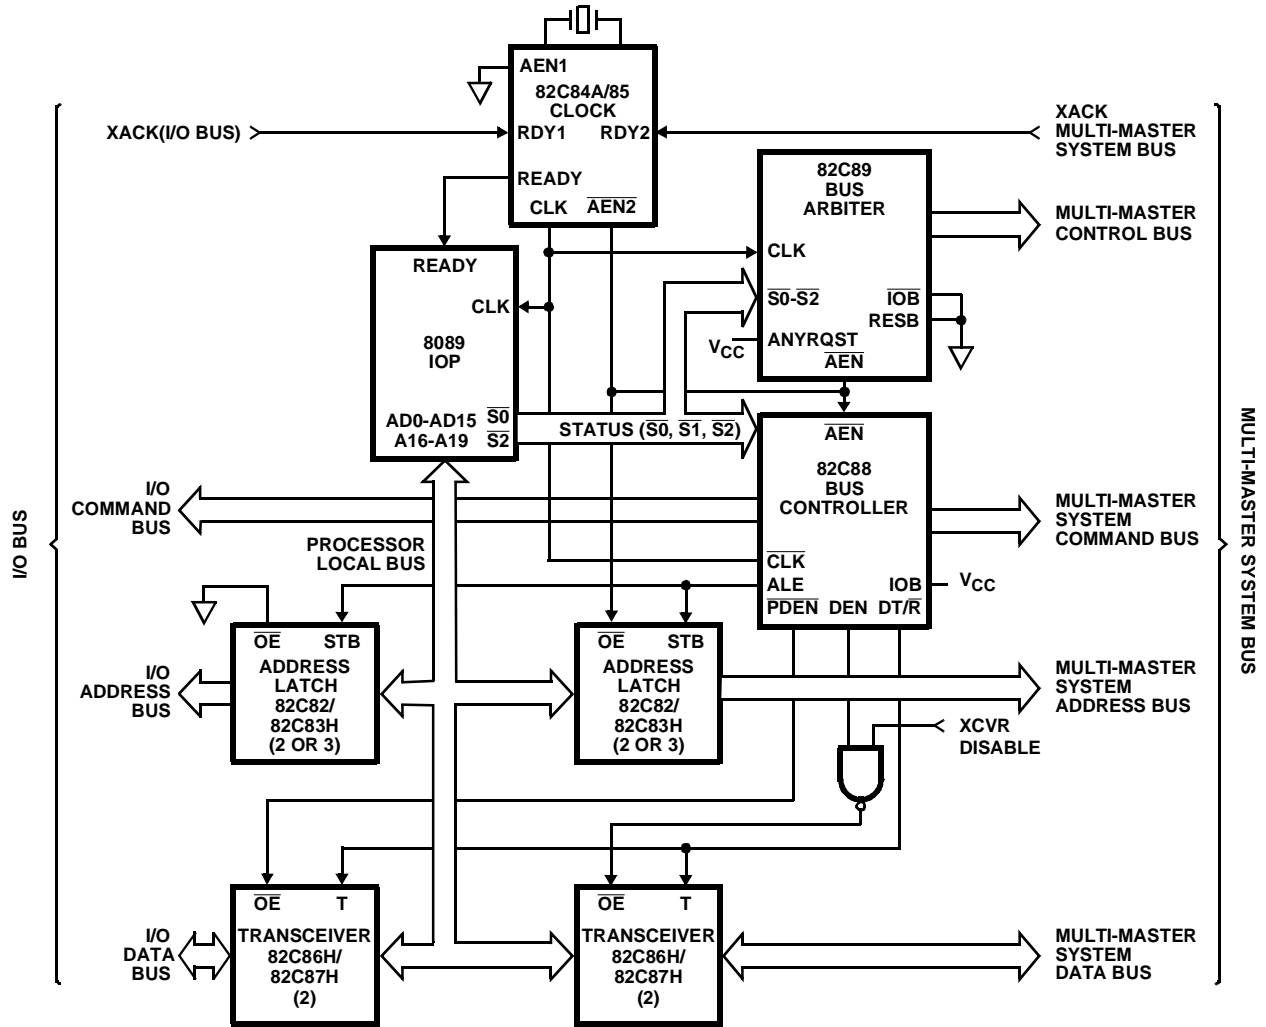 AEN1
82C84A/85
CLOCK
RDY1 RDY2
READY
CLK AEN2
XACK(I/O BUS)
XACK
MULTI-MASTER
SYSTEM BUS
82C89
BUS
ARBITER
CLK
S0-S2
IOB
RESB
VCC
ANYRQST
AEN
MULTI-MASTER
CONTROL BUS
READY
CLK
8089
IOP
AD0-AD15 S0
A16-A19 S2
STATUS (S0, S1, S2)
AEN
82C88
BUS
CONTROLLER
CLK
ALE IOB
PDEN DEN DT/R
VCC
I/O
COMMAND
BUS
MULTI-MASTER
SYSTEM
COMMAND BUS
I/O BUS
MULTI-MASTER SYSTEM BUS
PROCESSOR
LOCAL BUS
OE STB
ADDRESS
LATCH
82C82/
82C83H
(2 OR 3)
OE STB
ADDRESS
LATCH
82C82/
82C83H
(2 OR 3)
I/O
ADDRESS
BUS
MULTI-MASTER
SYSTEM
ADDRESS BUS
XCVR
DISABLE
OE T
TRANSCEIVER
82C86H/
82C87H
(2)
OE T
TRANSCEIVER
82C86H/
82C87H
(2)
I/O
DATA
BUS
MULTI-MASTER
SYSTEM
DATA BUS